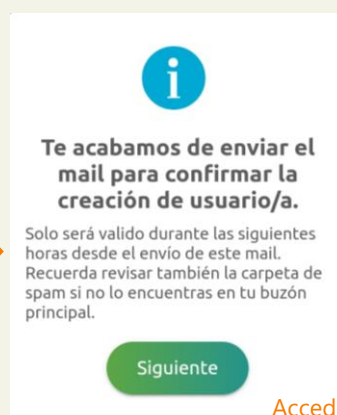 Te acabamos de enviar el
mail para confirmar la
creación de usuario/a.
Solo será valido durante las siguientes
horas desde el envío de este mail.
Recuerda revisar también la carpeta de
spam si no lo encuentras en tu buzón
principal.
Siguiente
Acced